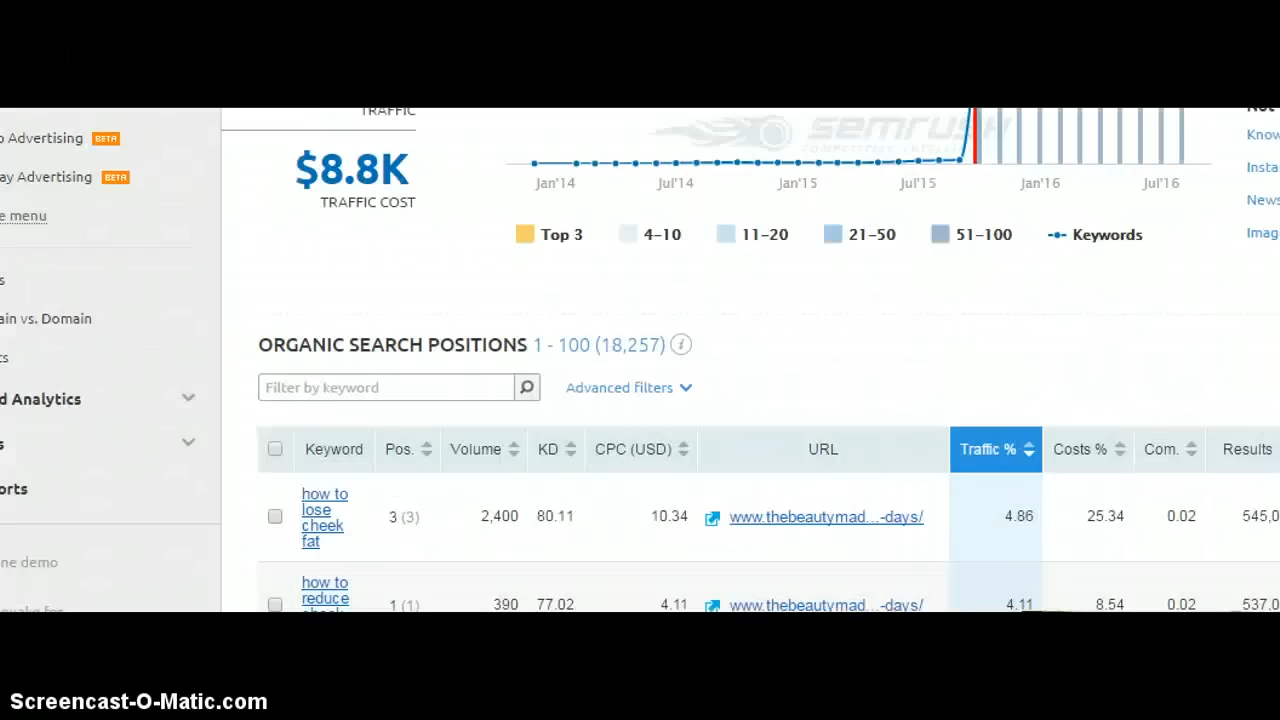 TRAFFIC
$8.8K
TRAFFIC COST
semrush
COMPETITIVE INTELLIGENCE
Jan'14 Jul'14 Jan'15 Jul'15 Jan'16 Jul'16
Top 3 4–10 11–20 21–50 51–100 Keywords
Advertising BETA
ay Advertising BETA
e menu
s
ain vs. Domain
ts
d Analytics
s
orts
ne demo
Know
Insta
News
Imag
ORGANIC SEARCH POSITIONS 1 - 100 (18,257) i
Filter by keyword Advanced filters
Keyword Pos. Volume KD CPC (USD) URL Traffic % Costs % Com. Results
how to
lose
cheek
fat
3 (3) 2,400 80.11 10.34 www.thebeautymad...-days/ 4.86 25.34 0.02 545,0
how to
reduce
1 (1) 390 77.02 4.11 www.thebeautymad...-days/ 4.11 8.54 0.02 537,0
Screencast-O-Matic.com